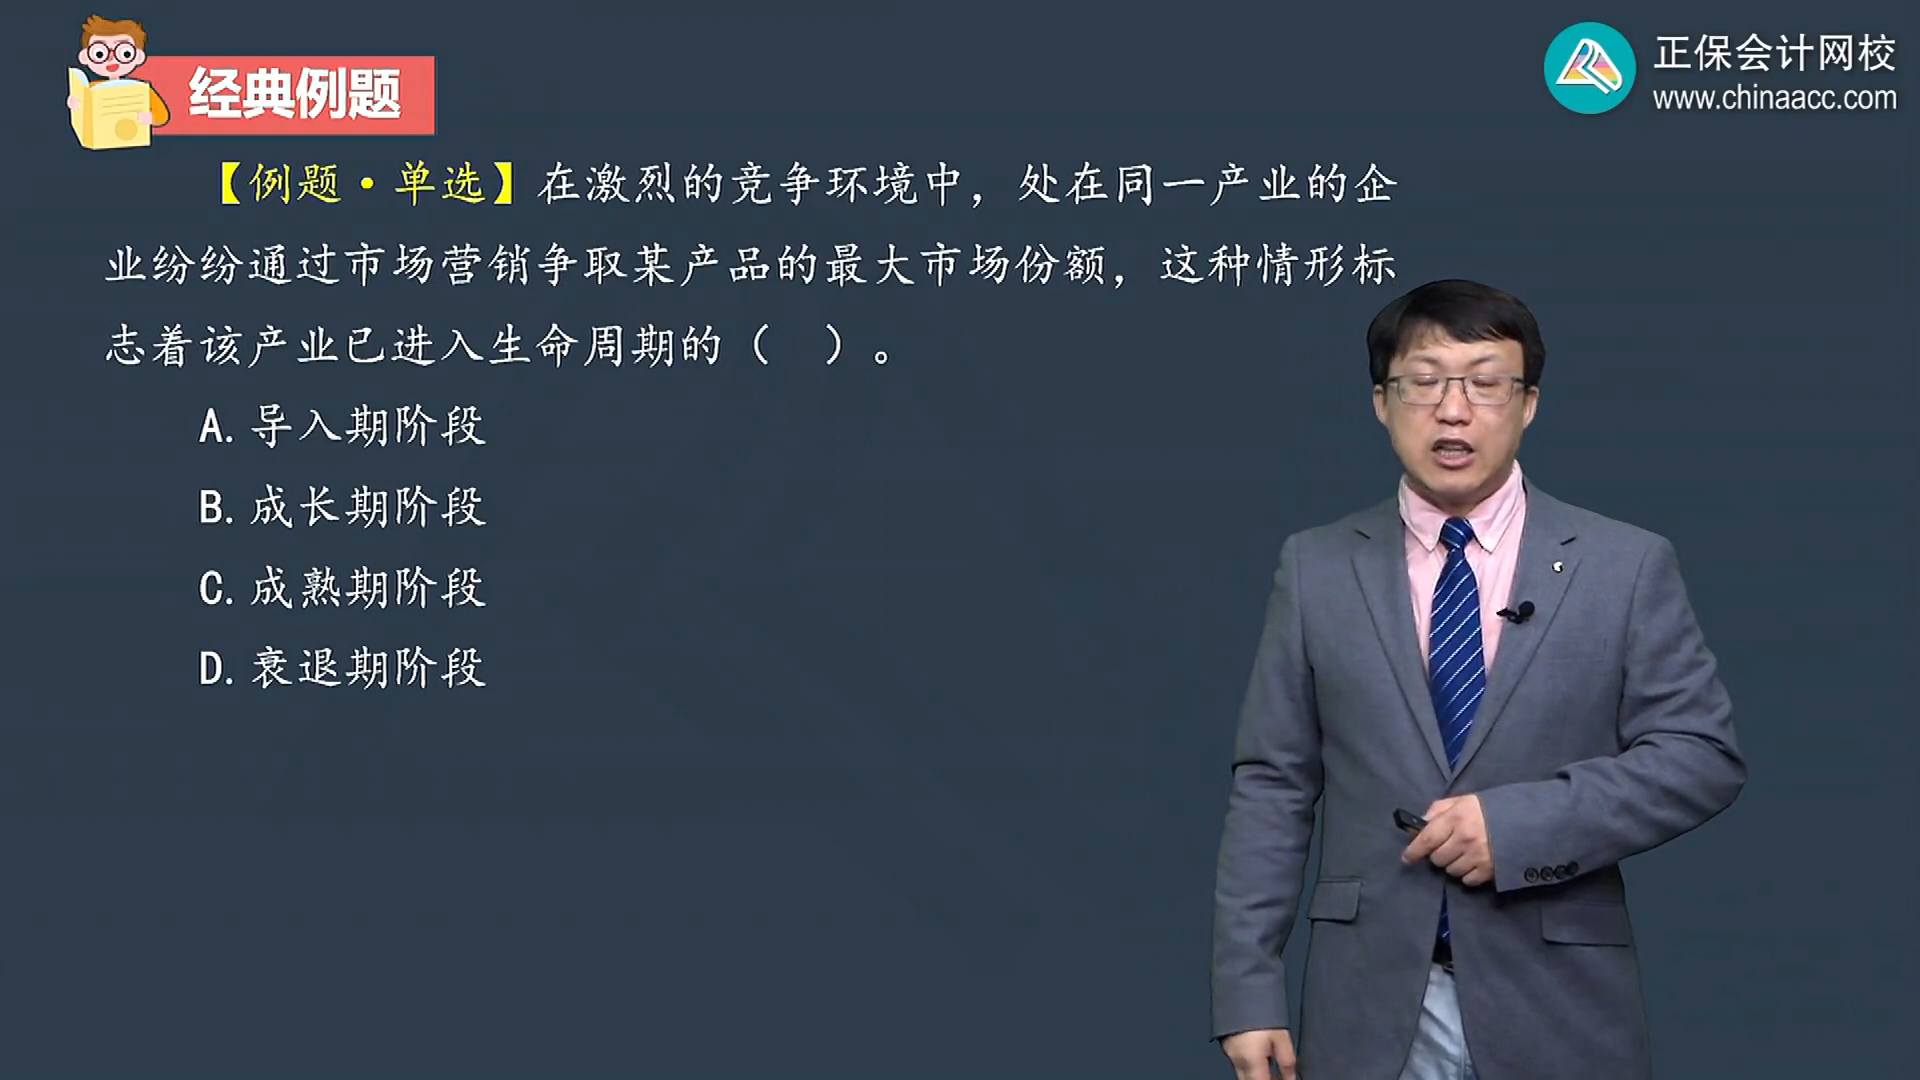 经典例题
正保会计网校
www.chinaacc.com
【例题·单选】在激烈的竞争环境中，处在同一产业的企
业纷纷通过市场营销争取某产品的最大市场份额，这种情形标
志着该产业已进入生命周期的（　）。
A.导入期阶段
B.成长期阶段
C.成熟期阶段
D.衰退期阶段